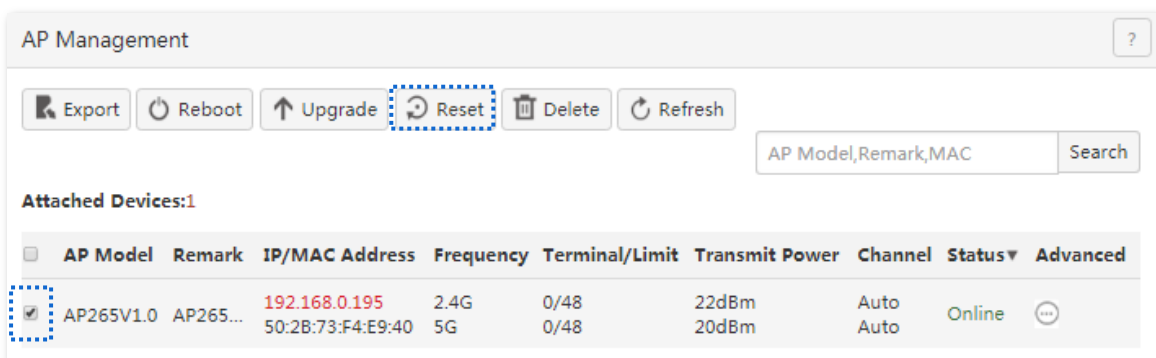 AP Management ?
Export Reboot Upgrade Reset Delete Refresh
AP Model,Remark,MAC Search
Attached Devices:1
AP Model Remark IP/MAC Address Frequency Terminal/Limit Transmit Power Channel Status▼ Advanced
AP265V1.0 AP265... 192.168.0.195 2.4G 0/48 22dBm Auto Online
50:2B:73:F4:E9:40 5G 0/48 20dBm Auto